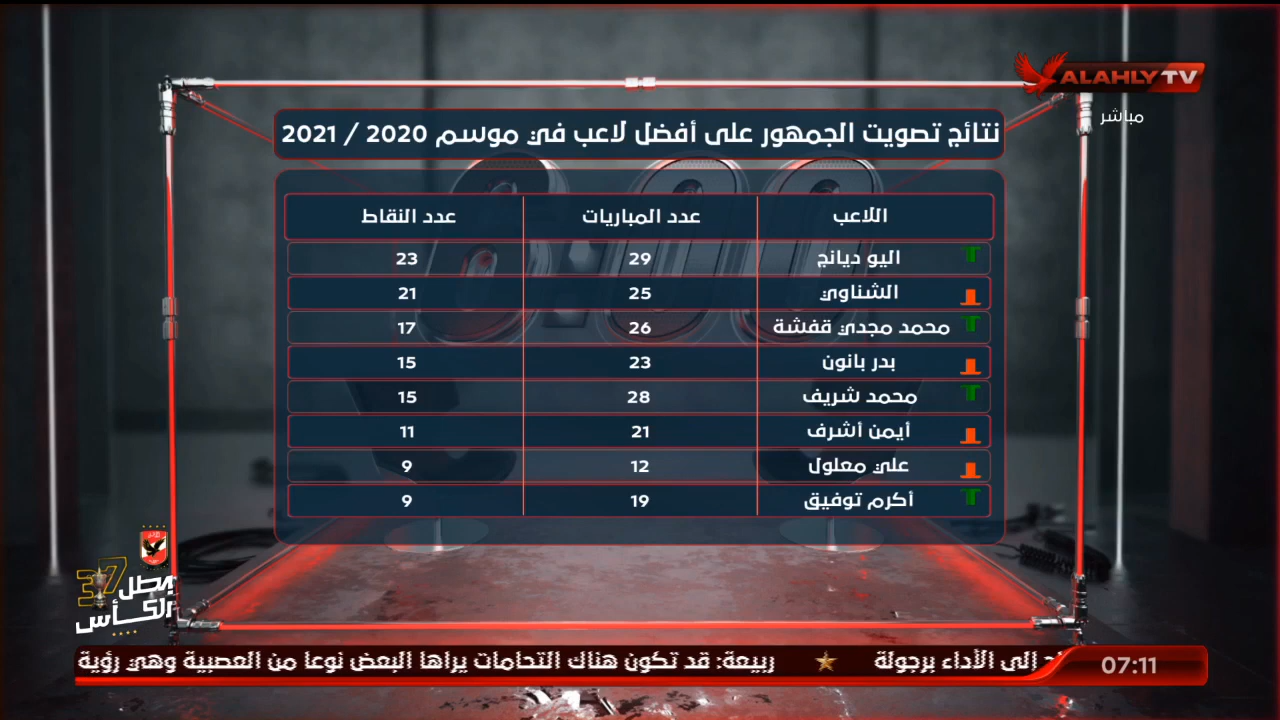 ALAHLY TV
مباشر
نتائج تصويت الجمهور على أفضل لاعب في موسم 2020 / 2021
اللاعب عدد المباريات عدد النقاط
اليو ديانج 29 23
الشناوي 25 21
محمد مجدي قفشة 26 17
بدر بانون 23 15
محمد شريف 28 15
أيمن أشرف 21 11
علي معلول 12 9
أكرم توفيق 19 9
بطل 37
الكأس
07:11
إلى الأداء برجولة ربيعة: قد تكون هناك التحامات يراها البعض نوعا من العصبية وهي رؤية